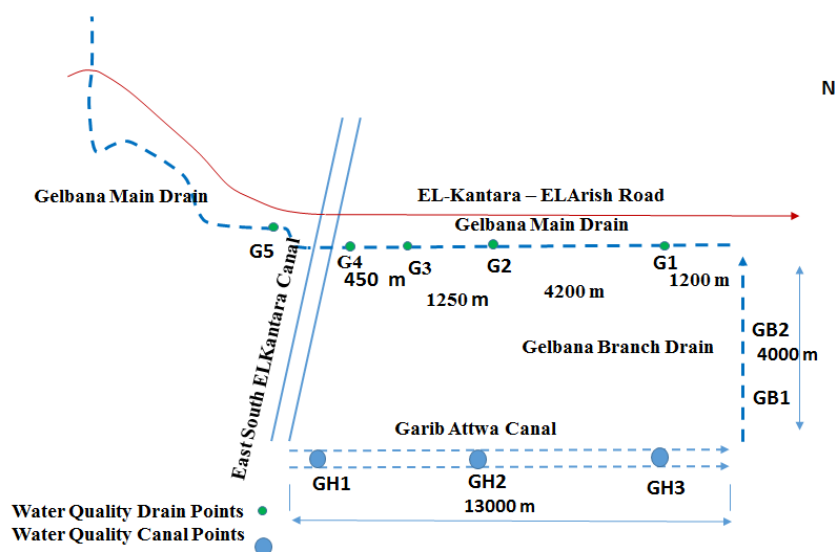 N
EL-Kantara – ELArish Road
Gelbana Main Drain
Gelbana Main Drain
G5
G4
G3
G2
G1
450 m
1250 m
4200 m
1200 m
East South ELKantara Canal
GB2
4000 m
Gelbana Branch Drain
GB1
Garib Attwa Canal
GH1
GH2
GH3
13000 m
Water Quality Drain Points
Water Quality Canal Points